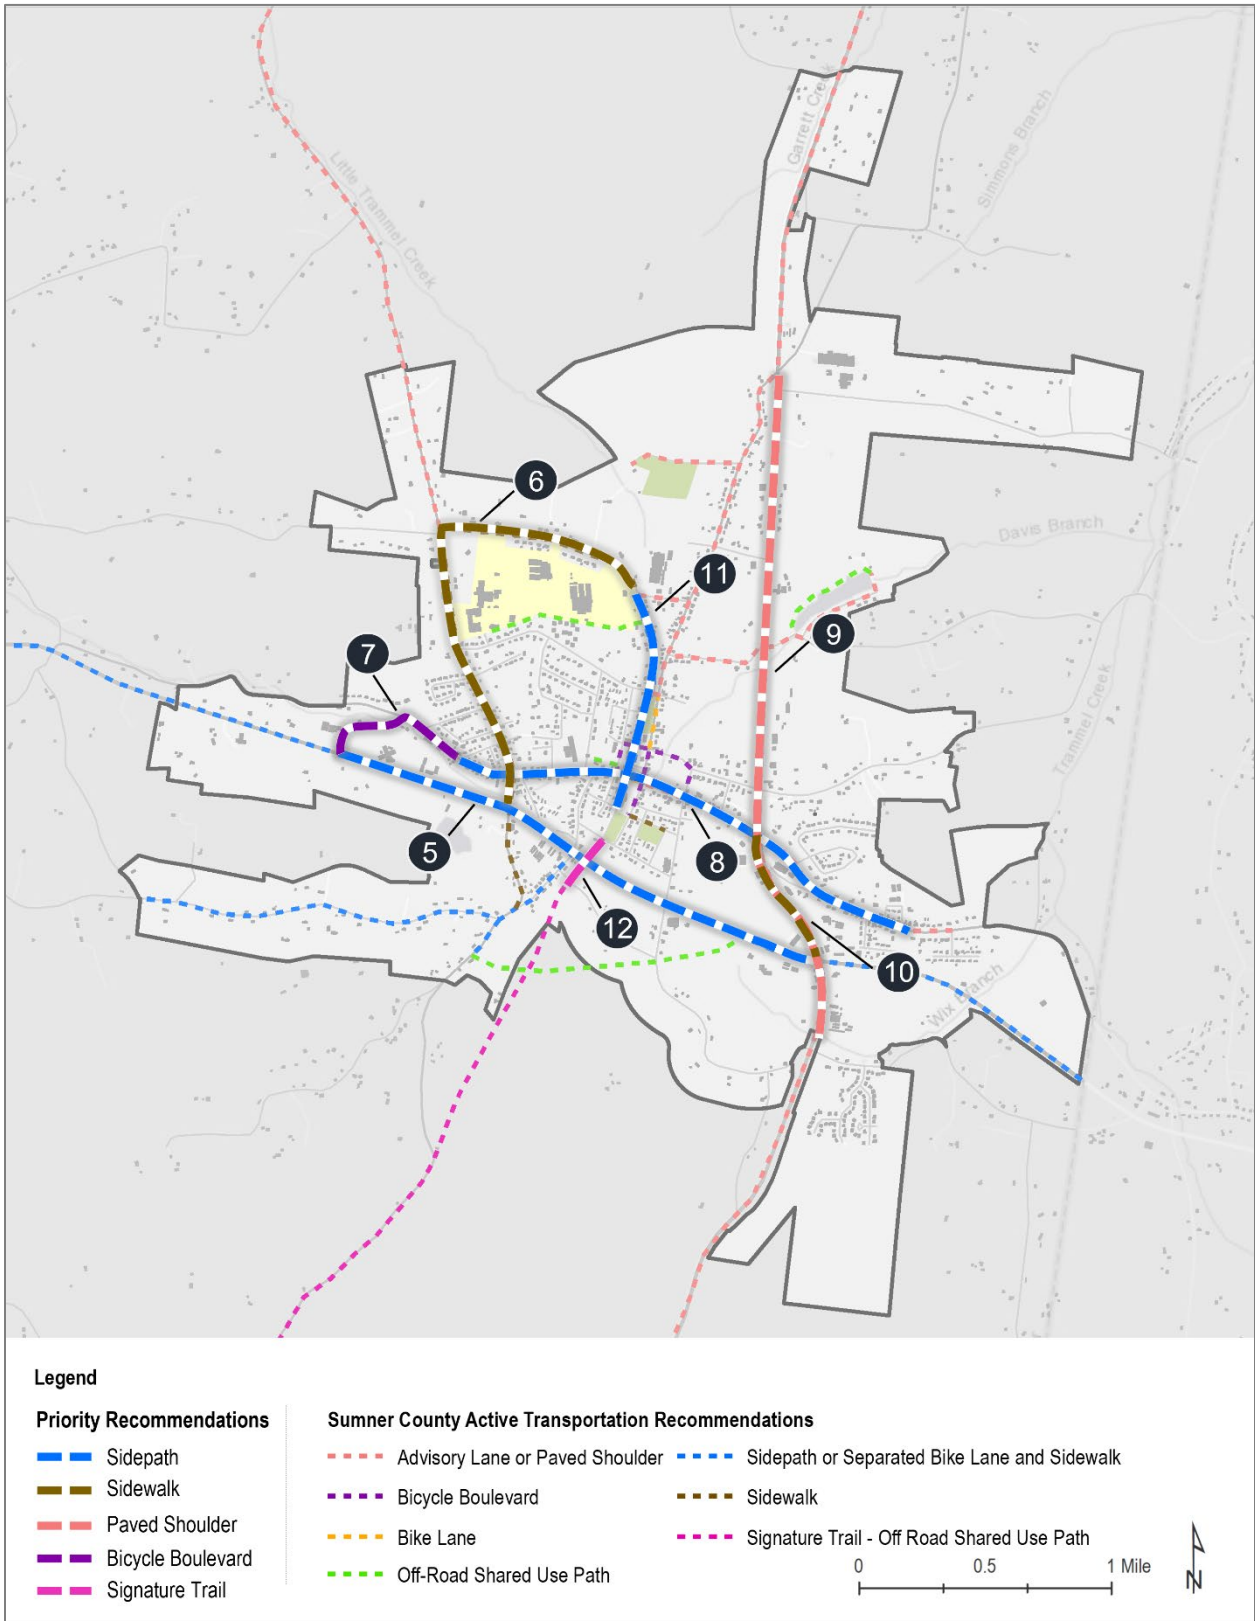 Garrett Creek
Simmons Branch
Little Trammel Creek
6
Davis Branch
11
9
7
Trammel Creek
5
8
12
10
Wix Branch
Legend
Priority Recommendations
Sidepath
Sidewalk
Paved Shoulder
Bicycle Boulevard
Signature Trail
Sumner County Active Transportation Recommendations
Advisory Lane or Paved Shoulder
Bicycle Boulevard
Bike Lane
Off-Road Shared Use Path
Sidepath or Separated Bike Lane and Sidewalk
Sidewalk
Signature Trail - Off Road Shared Use Path
0 0.5 1 Mile
N